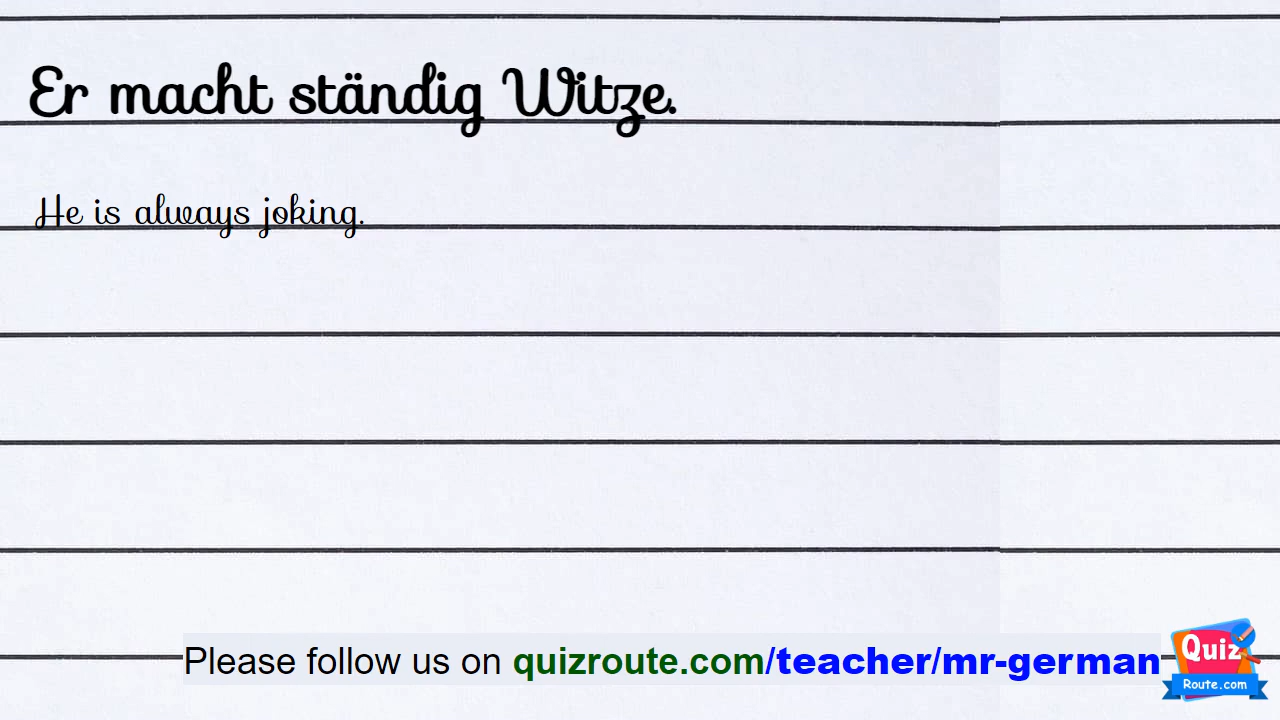 Er macht ständig Witze.
He is always joking.
Please follow us on quizroute.com/teacher/mr-german
Quiz
Route.com